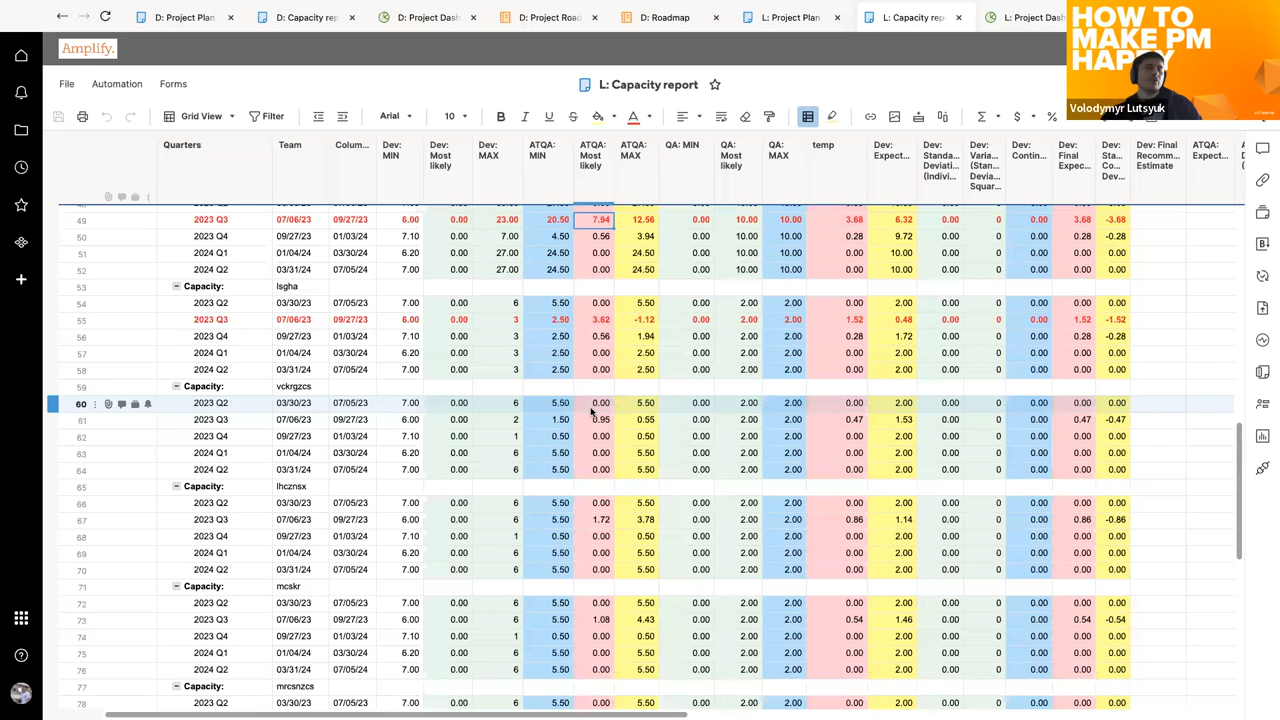 D: Project Plan
D: Capacity repo
D: Project Das
D: Project Road
D: Roadmap
L: Project Plan
L: Capacity rep
L: Project Dash
HOW TO
MAKE PM
HAPPY
Volodymyr Lutsyuk
Amplify.
File Automation Forms
L: Capacity report
Grid View Filter Arial 10 B I U S A Σ $ %
Quarters Team Colum... Dev: MIN Dev: Most likely Dev: MAX ATQA: MIN ATQA: Most likely ATQA: MAX QA: MIN QA: Most likely QA: MAX temp Dev: Expect... Dev: Standa... Deviati... (Indivi... Dev: Varia... (Stan... Devia... Squar... Dev: Contin... Dev: Final Expec... Dev: Sta... Co... Dev... Dev: Final Recomm... Estimate ATQA: Expect...
49 2023 Q3 07/06/23 09/27/23 6.00 0.00 23.00 20.50 7.94 12.56 0.00 10.00 10.00 3.68 6.32 0.00 0 0.00 3.68 -3.68
50 2023 Q4 09/27/23 01/03/24 7.10 0.00 7.00 4.50 0.56 3.94 0.00 10.00 10.00 0.28 9.72 0.00 0 0.00 0.28 -0.28
51 2024 Q1 01/04/24 03/30/24 6.20 0.00 27.00 24.50 0.00 24.50 0.00 10.00 10.00 0.00 10.00 0.00 0 0.00 0.00 0.00
52 2024 Q2 03/31/24 07/05/24 7.00 0.00 27.00 24.50 0.00 24.50 0.00 10.00 10.00 0.00 10.00 0.00 0 0.00 0.00 0.00
53 Capacity: lsgha
54 2023 Q2 03/30/23 07/05/23 7.00 0.00 6 5.50 0.00 5.50 0.00 2.00 2.00 0.00 2.00 0.00 0 0.00 0.00 0.00
55 2023 Q3 07/06/23 09/27/23 6.00 0.00 3 2.50 3.62 -1.12 0.00 2.00 2.00 1.52 0.48 0.00 0 0.00 1.52 -1.52
56 2023 Q4 09/27/23 01/03/24 7.10 0.00 3 2.50 0.56 1.94 0.00 2.00 2.00 0.28 1.72 0.00 0 0.00 0.28 -0.28
57 2024 Q1 01/04/24 03/30/24 6.20 0.00 3 2.50 0.00 2.50 0.00 2.00 2.00 0.00 2.00 0.00 0 0.00 0.00 0.00
58 2024 Q2 03/31/24 07/05/24 7.00 0.00 3 2.50 0.00 2.50 0.00 2.00 2.00 0.00 2.00 0.00 0 0.00 0.00 0.00
59 Capacity: vckrgzcs
60 2023 Q2 03/30/23 07/05/23 7.00 0.00 6 5.50 0.00 5.50 0.00 2.00 2.00 0.00 2.00 0.00 0 0.00 0.00 0.00
61 2023 Q3 07/06/23 09/27/23 6.00 0.00 2 1.50 0.95 0.55 0.00 2.00 2.00 0.47 1.53 0.00 0 0.00 0.47 -0.47
62 2023 Q4 09/27/23 01/03/24 7.10 0.00 1 0.50 0.00 0.50 0.00 2.00 2.00 0.00 2.00 0.00 0 0.00 0.00 0.00
63 2024 Q1 01/04/24 03/30/24 6.20 0.00 6 5.50 0.00 5.50 0.00 2.00 2.00 0.00 2.00 0.00 0 0.00 0.00 0.00
64 2024 Q2 03/31/24 07/05/24 7.00 0.00 6 5.50 0.00 5.50 0.00 2.00 2.00 0.00 2.00 0.00 0 0.00 0.00 0.00
65 Capacity: lhcznsx
66 2023 Q2 03/30/23 07/05/23 7.00 0.00 6 5.50 0.00 5.50 0.00 2.00 2.00 0.00 2.00 0.00 0 0.00 0.00 0.00
67 2023 Q3 07/06/23 09/27/23 6.00 0.00 6 5.50 1.72 3.78 0.00 2.00 2.00 0.86 1.14 0.00 0 0.00 0.86 -0.86
68 2023 Q4 09/27/23 01/03/24 7.10 0.00 1 0.50 0.00 0.50 0.00 2.00 2.00 0.00 2.00 0.00 0 0.00 0.00 0.00
69 2024 Q1 01/04/24 03/30/24 6.20 0.00 6 5.50 0.00 5.50 0.00 2.00 2.00 0.00 2.00 0.00 0 0.00 0.00 0.00
70 2024 Q2 03/31/24 07/05/24 7.00 0.00 6 5.50 0.00 5.50 0.00 2.00 2.00 0.00 2.00 0.00 0 0.00 0.00 0.00
71 Capacity: mcskr
72 2023 Q2 03/30/23 07/05/23 7.00 0.00 6 5.50 0.00 5.50 0.00 2.00 2.00 0.00 2.00 0.00 0 0.00 0.00 0.00
73 2023 Q3 07/06/23 09/27/23 6.00 0.00 6 5.50 1.08 4.43 0.00 2.00 2.00 0.54 1.46 0.00 0 0.00 0.54 -0.54
74 2023 Q4 09/27/23 01/03/24 7.10 0.00 1 0.50 0.00 0.50 0.00 2.00 2.00 0.00 2.00 0.00 0 0.00 0.00 0.00
75 2024 Q1 01/04/24 03/30/24 6.20 0.00 6 5.50 0.00 5.50 0.00 2.00 2.00 0.00 2.00 0.00 0 0.00 0.00 0.00
76 2024 Q2 03/31/24 07/05/24 7.00 0.00 6 5.50 0.00 5.50 0.00 2.00 2.00 0.00 2.00 0.00 0 0.00 0.00 0.00
77 Capacity: mrcsnzcs
78 2023 Q2 03/30/23 07/05/23 7.00 0.00 6 5.50 0.00 5.50 0.00 2.00 2.00 0.00 2.00 0.00 0 0.00 0.00 0.00